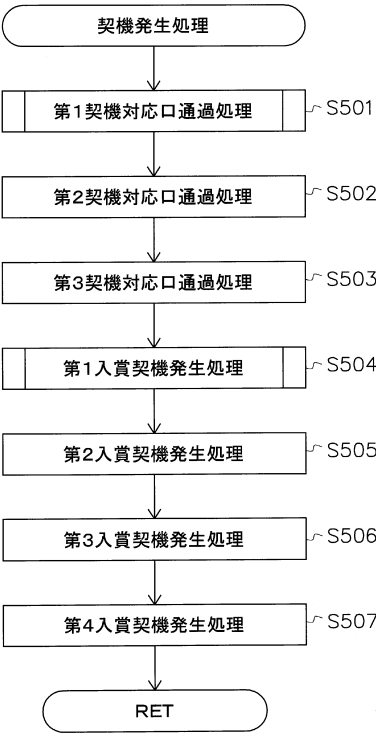 契機発生処理
第1契機対応口通過処理
S501
第2契機対応口通過処理
S502
第3契機対応口通過処理
S503
第1入賞契機発生処理
S504
第2入賞契機発生処理
S505
第3入賞契機発生処理
S506
第4入賞契機発生処理
S507
RET